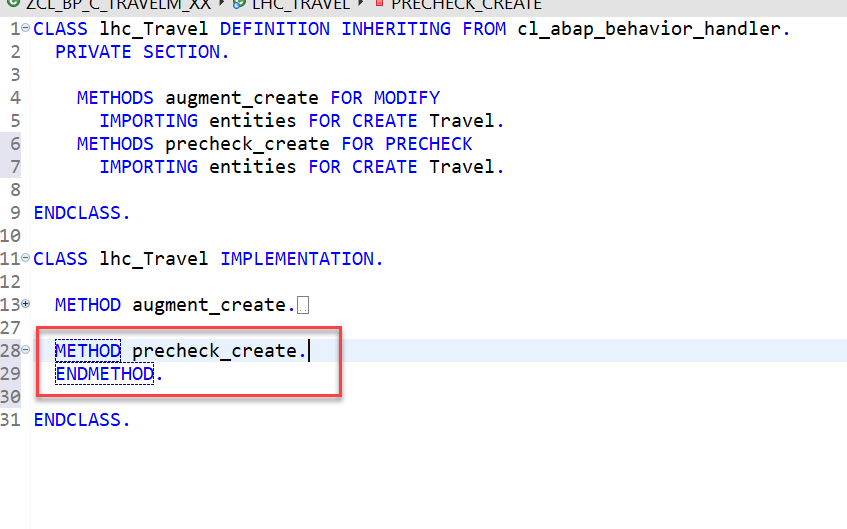 ZCL_BP_C_TRAVELM_XX LHC_TRAVEL PRECHECK_CREATE
1 CLASS lhc_Travel DEFINITION INHERITING FROM cl_abap_behavior_handler.
2 PRIVATE SECTION.
3
4 METHODS augment_create FOR MODIFY
5 IMPORTING entities FOR CREATE Travel.
6 METHODS precheck_create FOR PRECHECK
7 IMPORTING entities FOR CREATE Travel.
8
9 ENDCLASS.
10
11 CLASS lhc_Travel IMPLEMENTATION.
12
13 METHOD augment_create.
27
28 METHOD precheck_create.
29 ENDMETHOD.
30
31 ENDCLASS.